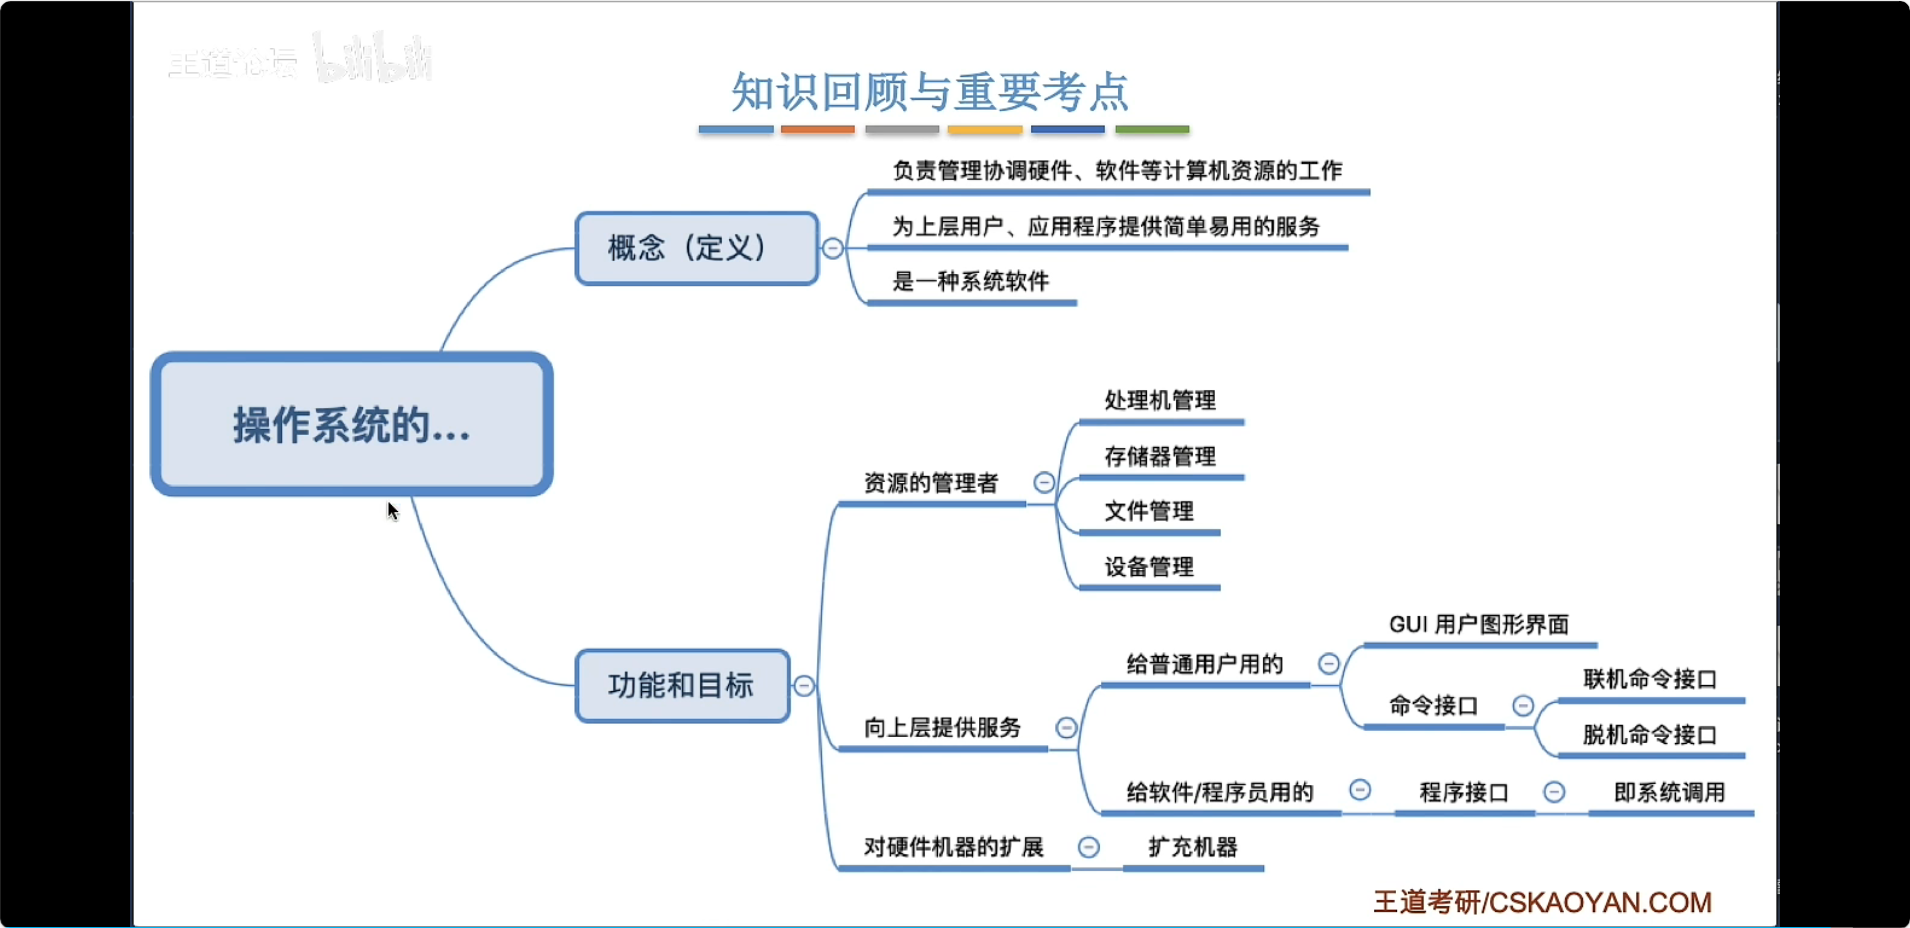 王道论坛 bilibili
知识回顾与重要考点
负责管理协调硬件、软件等计算机资源的工作
概念（定义）
为上层用户、应用程序提供简单易用的服务
是一种系统软件
操作系统的...
处理机管理
存储器管理
资源的管理者
文件管理
设备管理
功能和目标
GUI 用户图形界面
给普通用户用的
联机命令接口
命令接口
脱机命令接口
向上层提供服务
给软件/程序员用的
程序接口
即系统调用
对硬件机器的扩展
扩充机器
王道考研/CSKAOYAN.COM